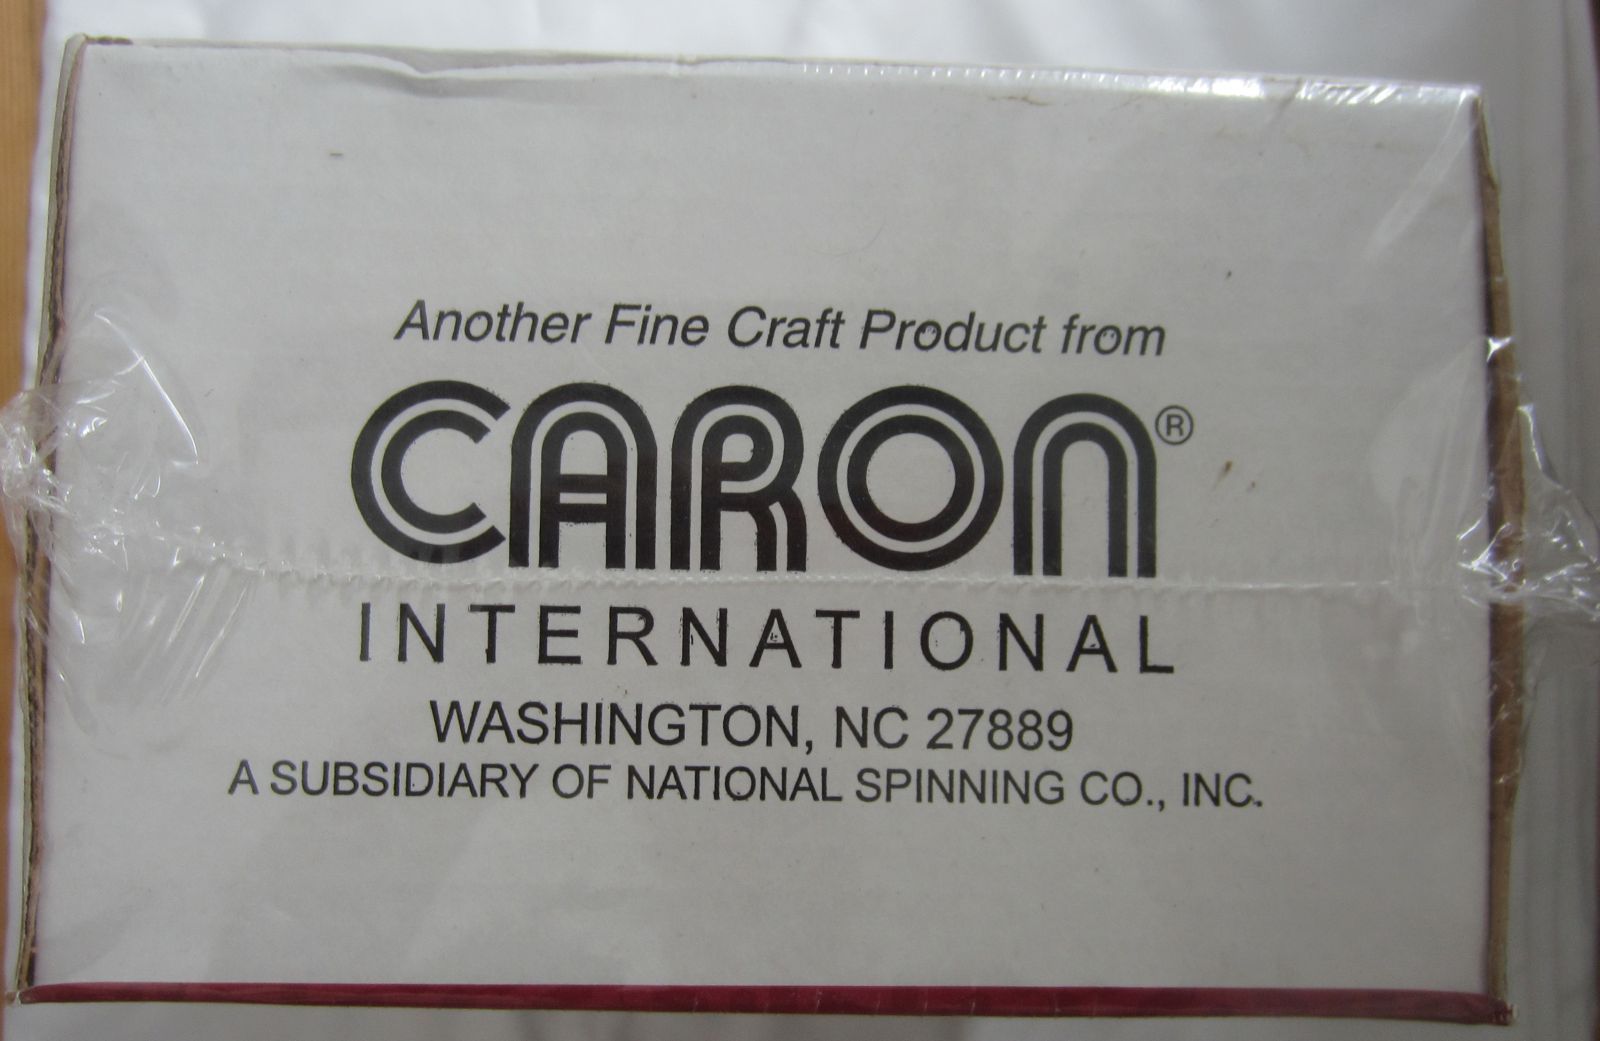 Another Fine Craft Product from
CARON®
INTERNATIONAL
WASHINGTON, NC 27889
A SUBSIDIARY OF NATIONAL SPINNING CO., INC.